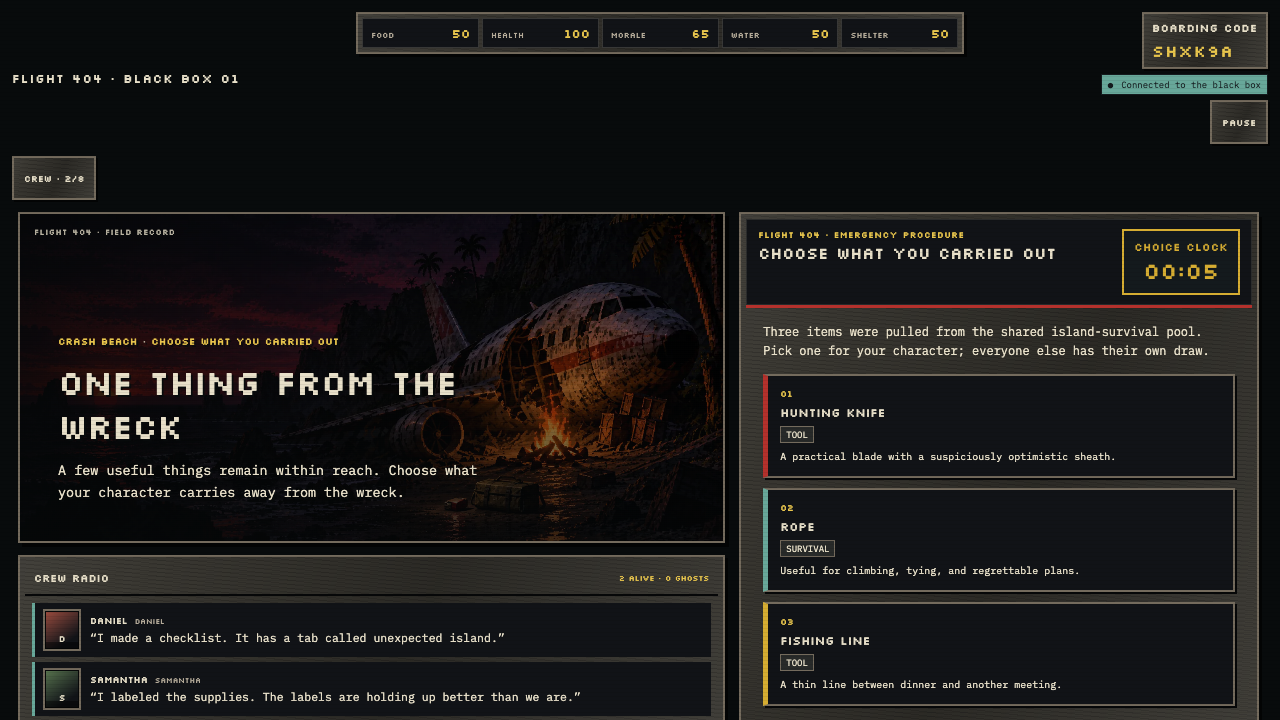 FOOD 50 HEALTH 100 MORALE 65 WATER 50 SHELTER 50
BOARDING CODE
SHXK9A
FLIGHT 404 · BLACK BOX 01
● Connected to the black box
PAUSE
CREW · 2/8
FLIGHT 404 · FIELD RECORD
CRASH BEACH · CHOOSE WHAT YOU CARRIED OUT
ONE THING FROM THE
WRECK
A few useful things remain within reach. Choose what
your character carries away from the wreck.
CREW RADIO
2 ALIVE · 0 GHOSTS
D
DANIEL DANIEL
“I made a checklist. It has a tab called unexpected island.”
S
SAMANTHA SAMANTHA
“I labeled the supplies. The labels are holding up better than we are.”
FLIGHT 404 · EMERGENCY PROCEDURE
CHOOSE WHAT YOU CARRIED OUT
CHOICE CLOCK
00:05
Three items were pulled from the shared island-survival pool.
Pick one for your character; everyone else has their own draw.
01
HUNTING KNIFE
TOOL
A practical blade with a suspiciously optimistic sheath.
02
ROPE
SURVIVAL
Useful for climbing, tying, and regrettable plans.
03
FISHING LINE
TOOL
A thin line between dinner and another meeting.